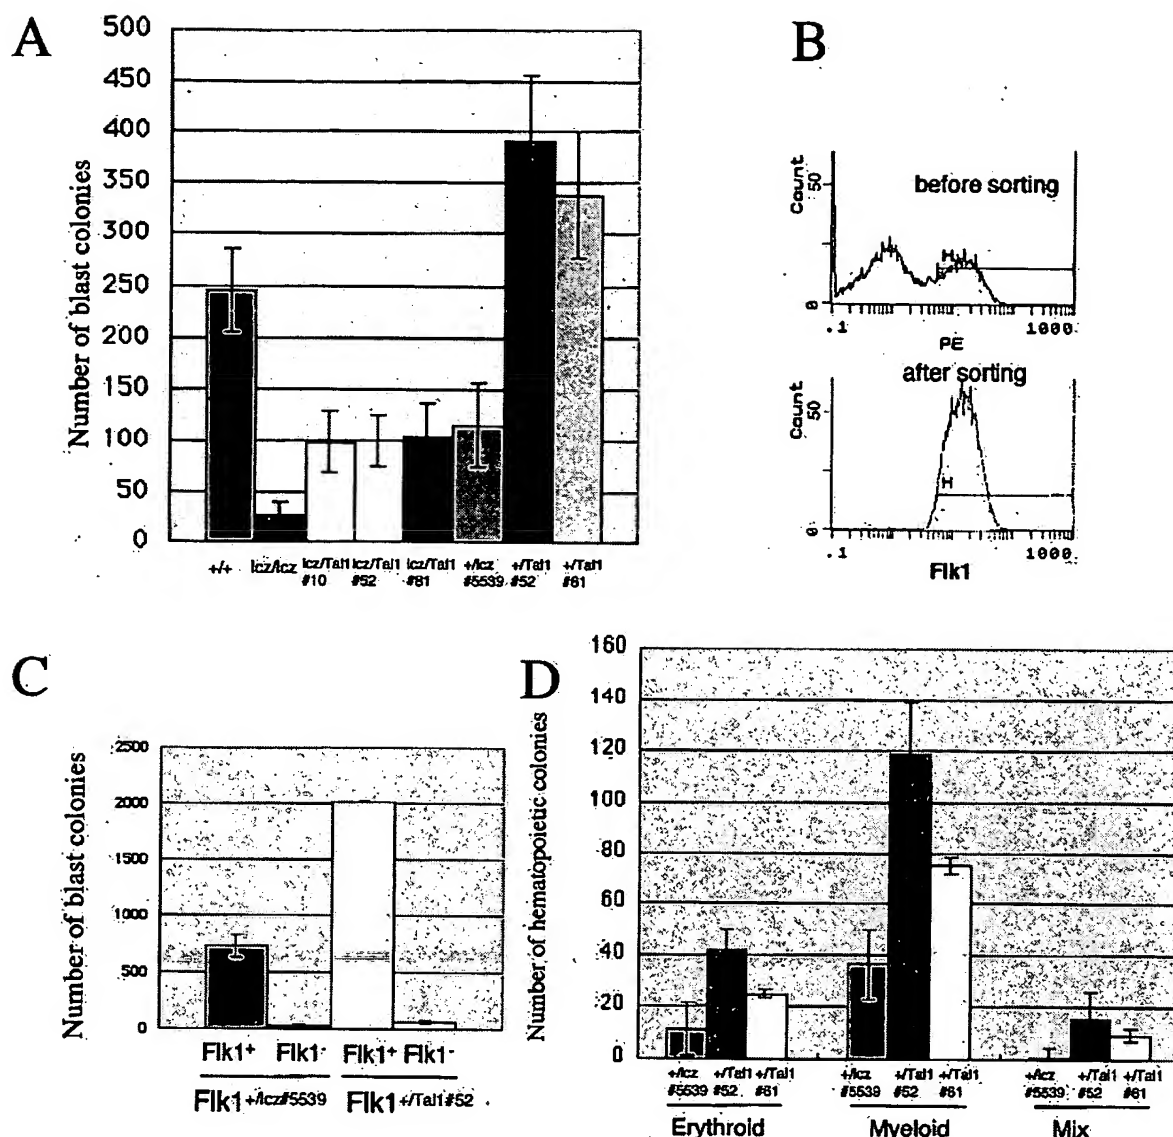 A
Number of blast colonies
500
450
400
350
300
250
200
150
100
50
0
+/+
lcz/lcz
lcz/Tal1 #10
lcz/Tal1 #52
lcz/Tal1 #81
+/lcz #5539
+/Tal1 #52
+/Tal1 #61
B
Count
50
0
before sorting
H
.1
1000
PE
Count
50
0
after sorting
H
.1
1000
Flk1
C
Number of blast colonies
2500
2000
1500
1000
500
0
Flk1+ Flk1- Flk1+ Flk1-
Flk1+/lcz#5539 Flk1+/Tal1#52
D
Number of hematopoietic colonies
160
140
120
100
80
60
40
20
0
+/lcz #5539
+/Tal1 #52
+/Tal1 #61
+/lcz #5539
+/Tal1 #52
+/Tal1 #61
+/lcz #5539
+/Tal1 #52
+/Tal1 #61
Erythroid Myeloid Mix